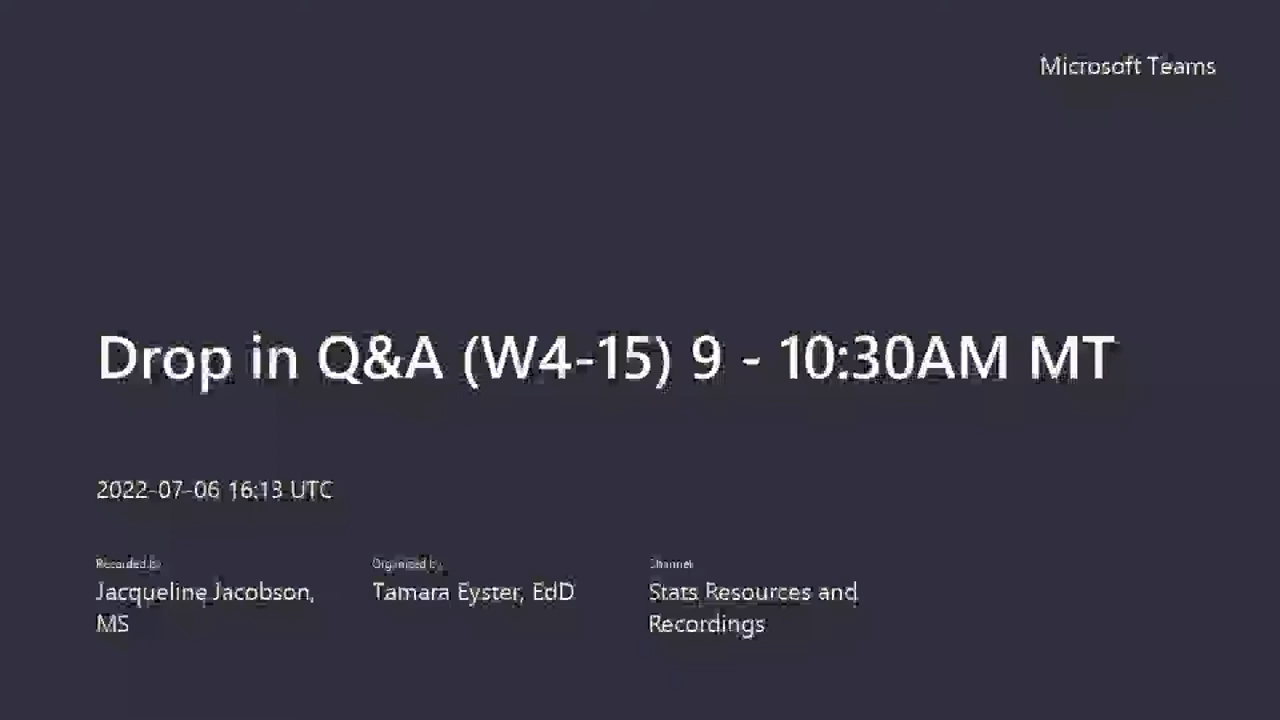 Microsoft Teams
Drop in Q&A (W4-15) 9 - 10:30AM MT
2022-07-06 16:13 UTC
Recorded by
Organized by
Channel
Jacqueline Jacobson,
Tamara Eyster, EdD
Stats Resources and
MS
Recordings